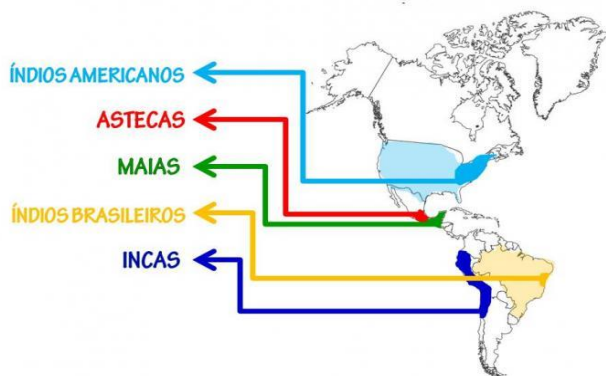 ÍNDIOS AMERICANOS
ASTECAS
MAIAS
ÍNDIOS BRASILEIROS
INCAS